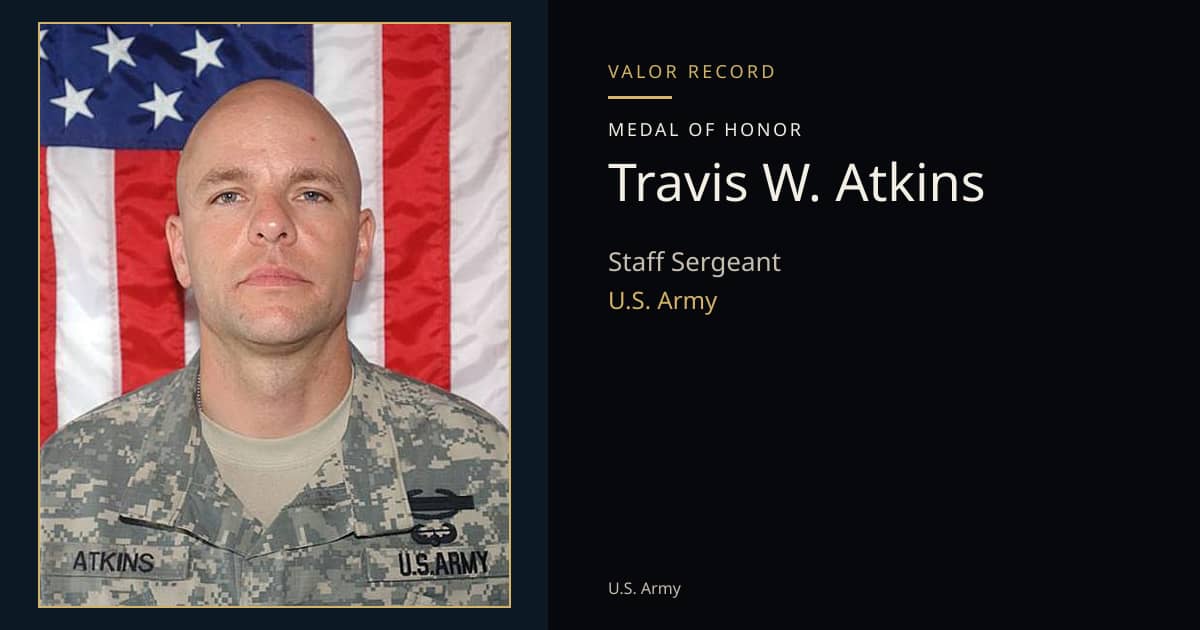 VALOR RECORD
MEDAL OF HONOR
Travis W. Atkins
Staff Sergeant
U.S. Army
ATKINS
U.S.ARMY
U.S. Army